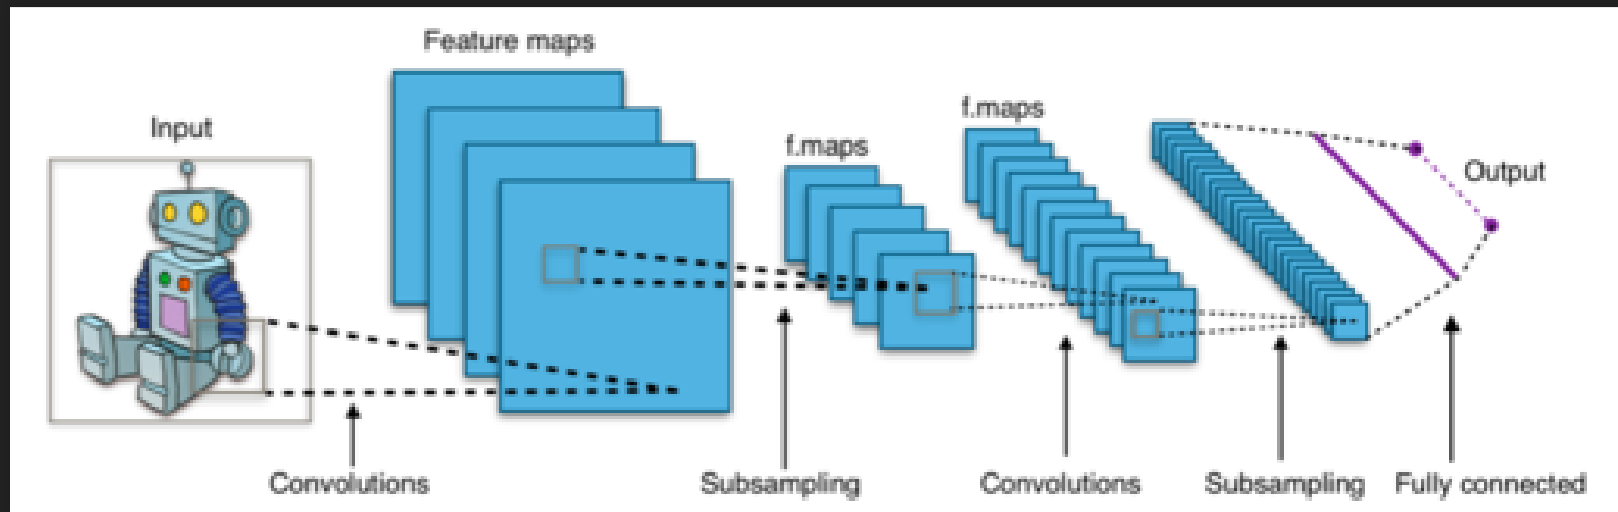 Feature maps
f.maps
Input
f.maps
Output
Convolutions
Subsampling
Convolutions
Subsampling
Fully connected